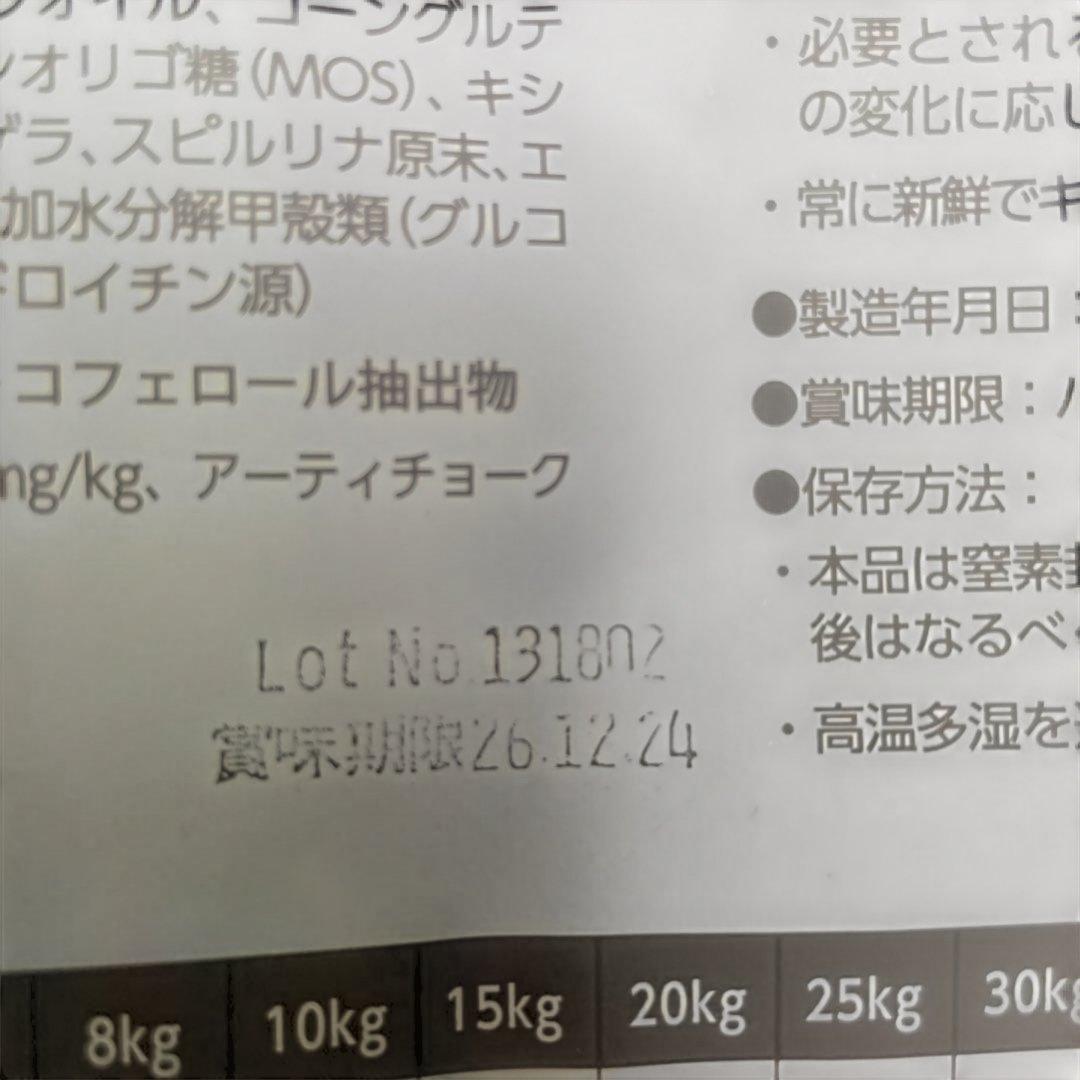 オイル、コーングルテ
オリゴ糖(MOS)、キシ
ゲラ、スピルリナ原末、エ
加水分解甲殻類(グルコ
ドロイチン源)
コフェロール抽出物
mg/kg、アーティチョーク
Lot No.131802
賞味期限26.12.24
・必要とされる
の変化に応し
・常に新鮮でキ
●製造年月日：
●賞味期限：
●保存方法：
・本品は窒素封
後はなるべく
・高温多湿を
8kg 10kg 15kg 20kg 25kg 30kg